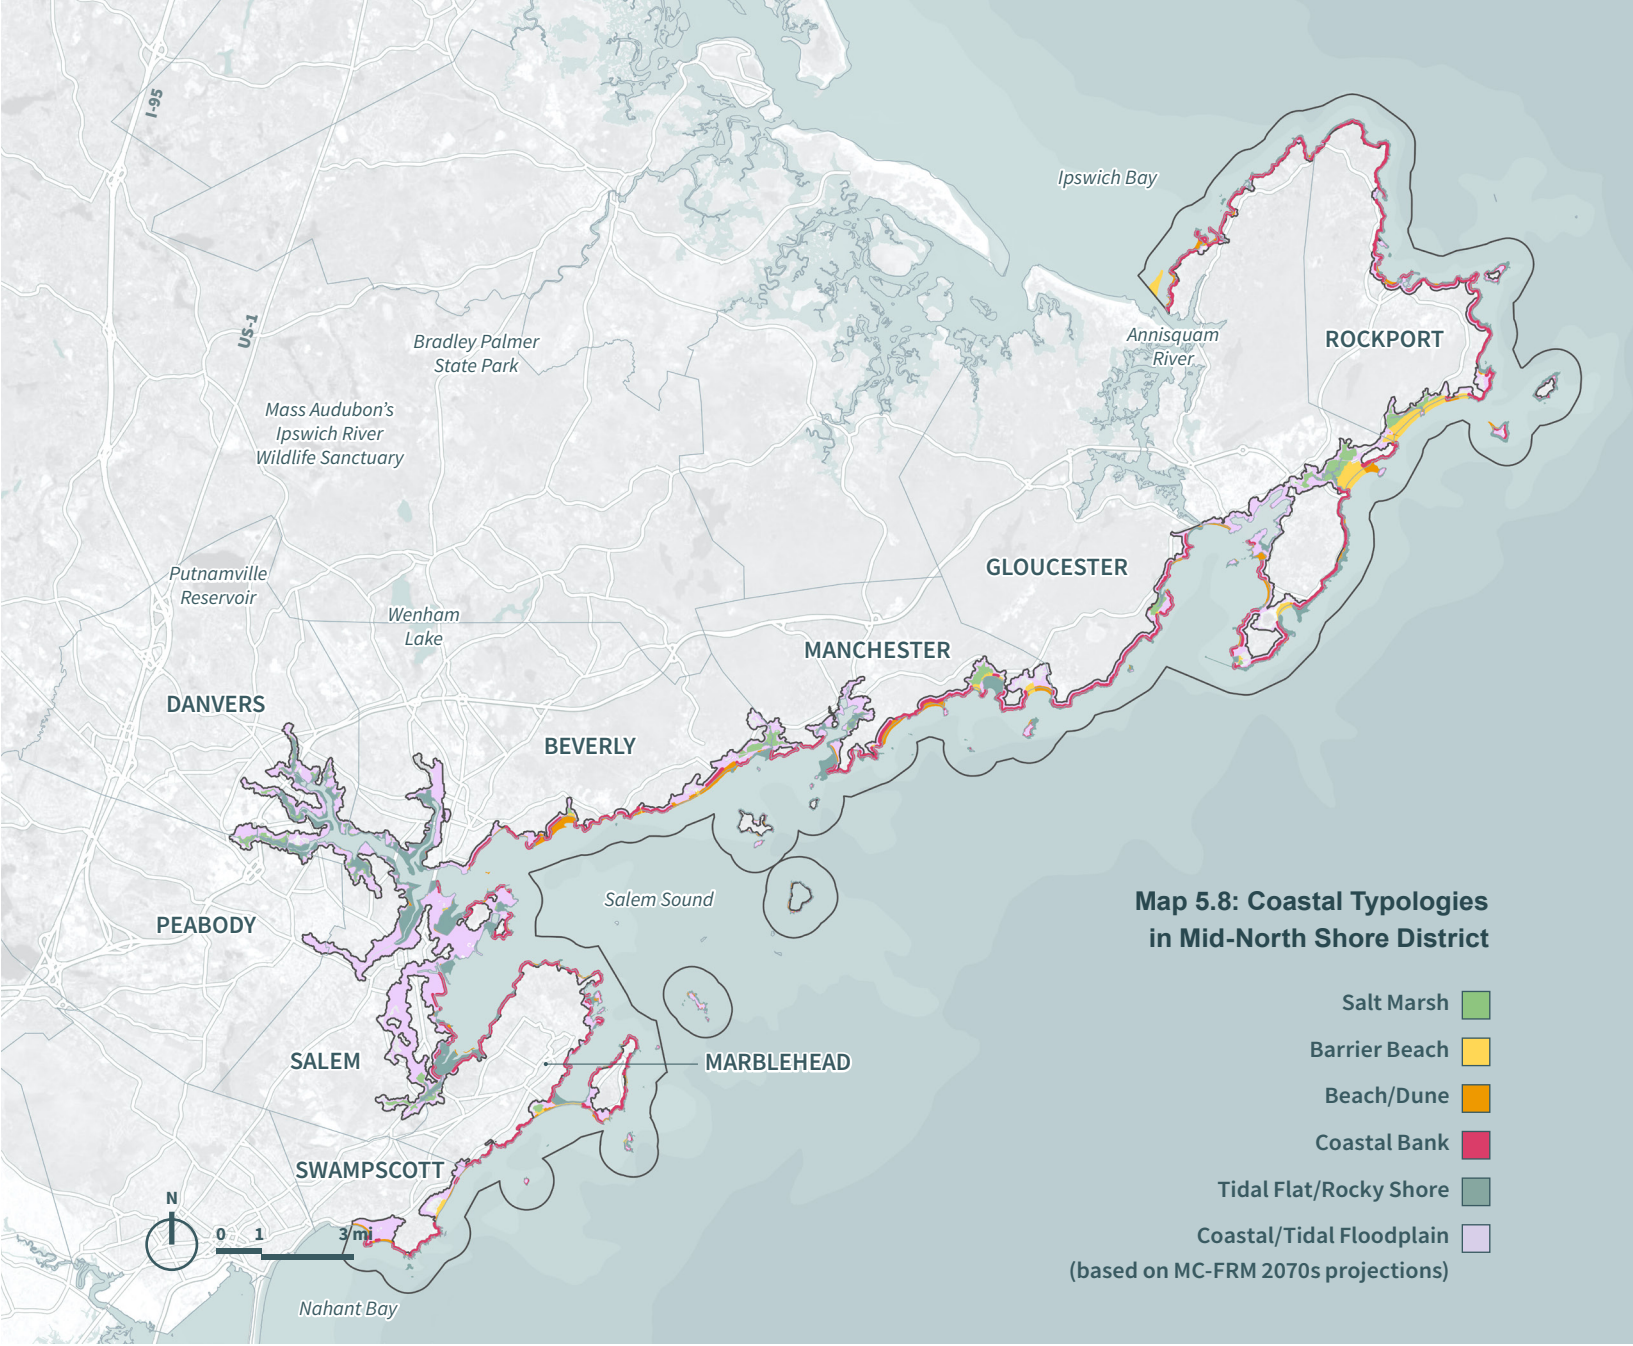 I-95
Ipswich Bay
US-1
Bradley Palmer
State Park
Annisquam
River
ROCKPORT
Mass Audubon’s
Ipswich River
Wildlife Sanctuary
Putnamville
Reservoir
GLOUCESTER
Wenham
Lake
MANCHESTER
DANVERS
BEVERLY
Salem Sound
PEABODY
SALEM
MARBLEHEAD
SWAMPSCOTT
N
0 1 3 mi
Nahant Bay
Map 5.8: Coastal Typologies
in Mid-North Shore District
Salt Marsh
Barrier Beach
Beach/Dune
Coastal Bank
Tidal Flat/Rocky Shore
Coastal/Tidal Floodplain
(based on MC-FRM 2070s projections)